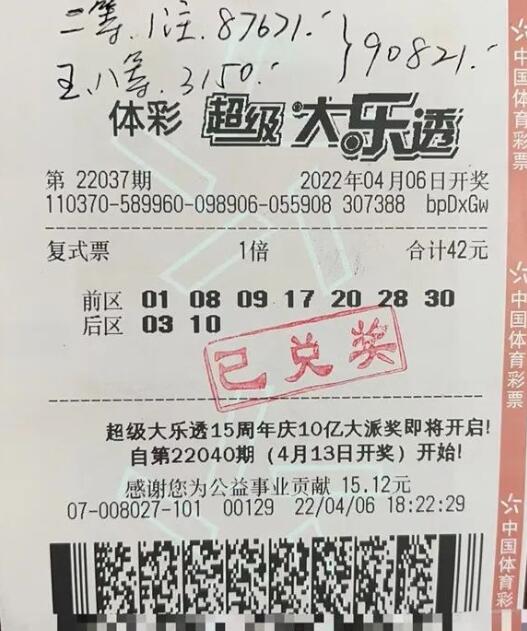 二等.1注.87671.
五.八等.3150.
90821.
体彩 超级大乐透
第 22037期 2022年04月06日开奖
110370-589960-098906-055908 307388 bpDxGw
复式票 1倍 合计42元
前区 01 08 09 17 20 28 30
后区 03 10
已兑奖
超级大乐透15周年庆10亿大派奖即将开启!
自第22040期(4月13日开奖)开始!
感谢您为公益事业贡献 15.12元
07-008027-101 00129 22/04/06 18:22:29
中国体育彩票
中国体育彩票
中国体育彩